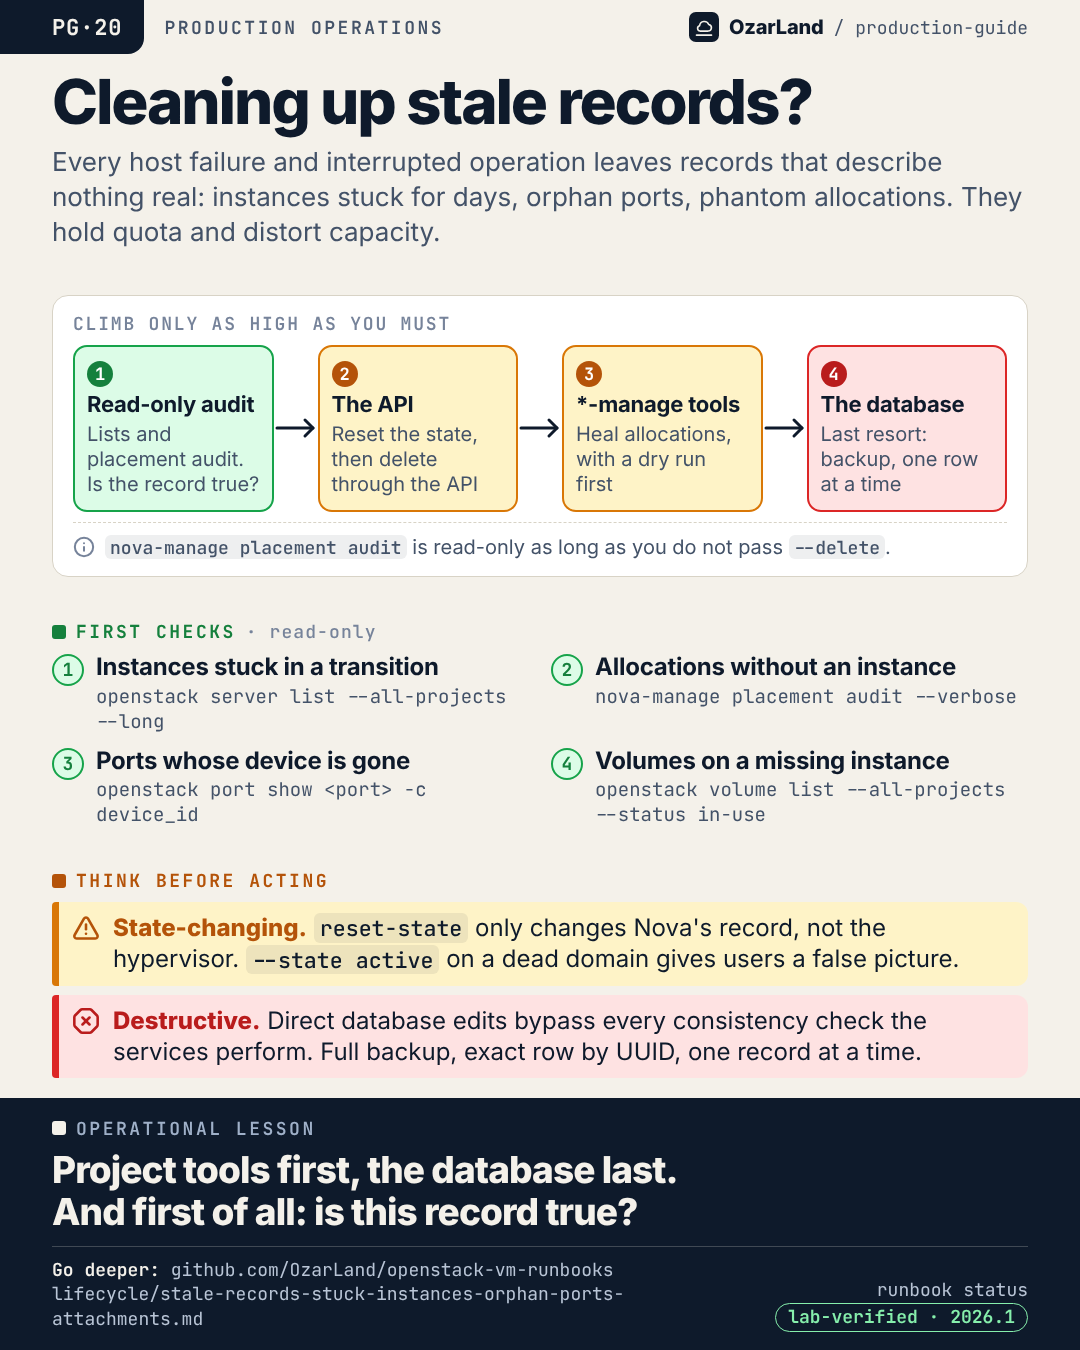 PG·20 PRODUCTION OPERATIONS OzarLand / production-guide
Cleaning up stale records?
Every host failure and interrupted operation leaves records that describe
nothing real: instances stuck for days, orphan ports, phantom allocations. They
hold quota and distort capacity.
CLIMB ONLY AS HIGH AS YOU MUST
1
Read-only audit
Lists and
placement audit.
Is the record true?
2
The API
Reset the state,
then delete
through the API
3
*-manage tools
Heal allocations,
with a dry run
first
4
The database
Last resort:
backup, one row
at a time
nova-manage placement audit is read-only as long as you do not pass --delete.
FIRST CHECKS · read-only
1 Instances stuck in a transition
openstack server list --all-projects
--long
2 Allocations without an instance
nova-manage placement audit --verbose
3 Ports whose device is gone
openstack port show <port> -c
device_id
4 Volumes on a missing instance
openstack volume list --all-projects
--status in-use
THINK BEFORE ACTING
State-changing. reset-state only changes Nova's record, not the
hypervisor. --state active on a dead domain gives users a false picture.
Destructive. Direct database edits bypass every consistency check the
services perform. Full backup, exact row by UUID, one record at a time.
OPERATIONAL LESSON
Project tools first, the database last.
And first of all: is this record true?
Go deeper: github.com/OzarLand/openstack-vm-runbooks
lifecycle/stale-records-stuck-instances-orphan-ports-
attachments.md
runbook status
lab-verified · 2026.1